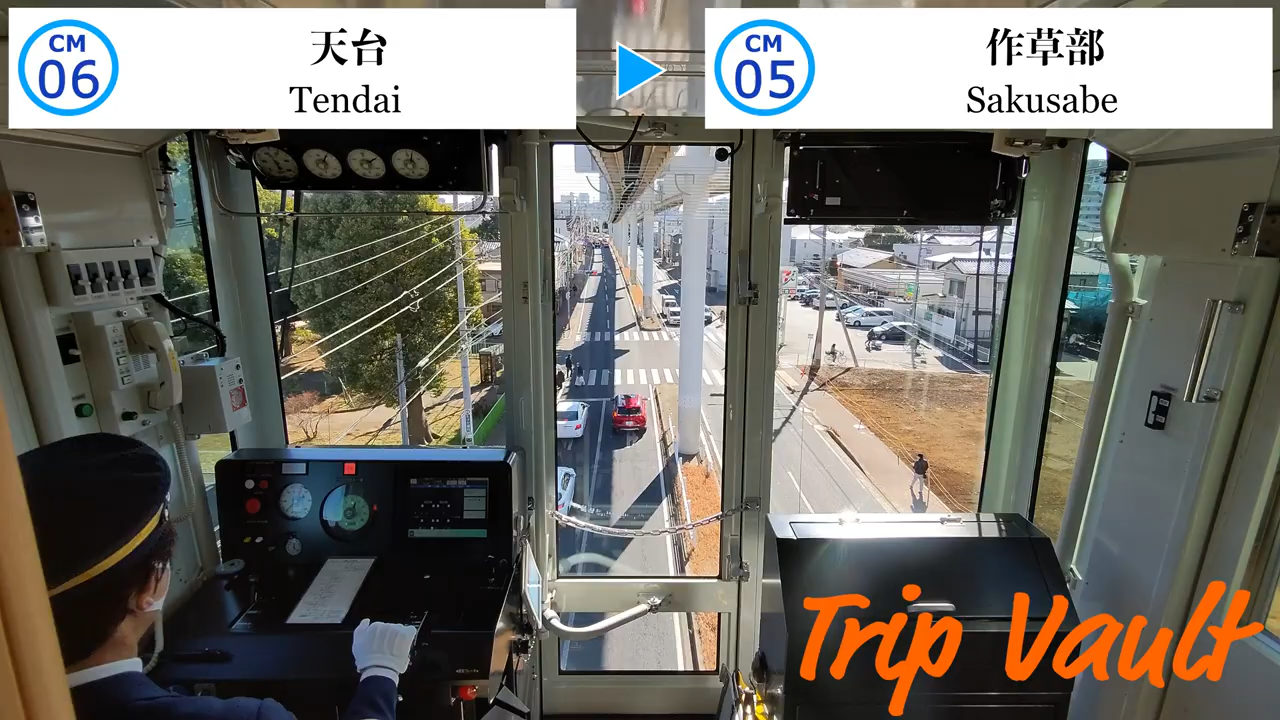 CM
06
天台
Tendai
CM
05
作草部
Sakusabe
Trip Vault